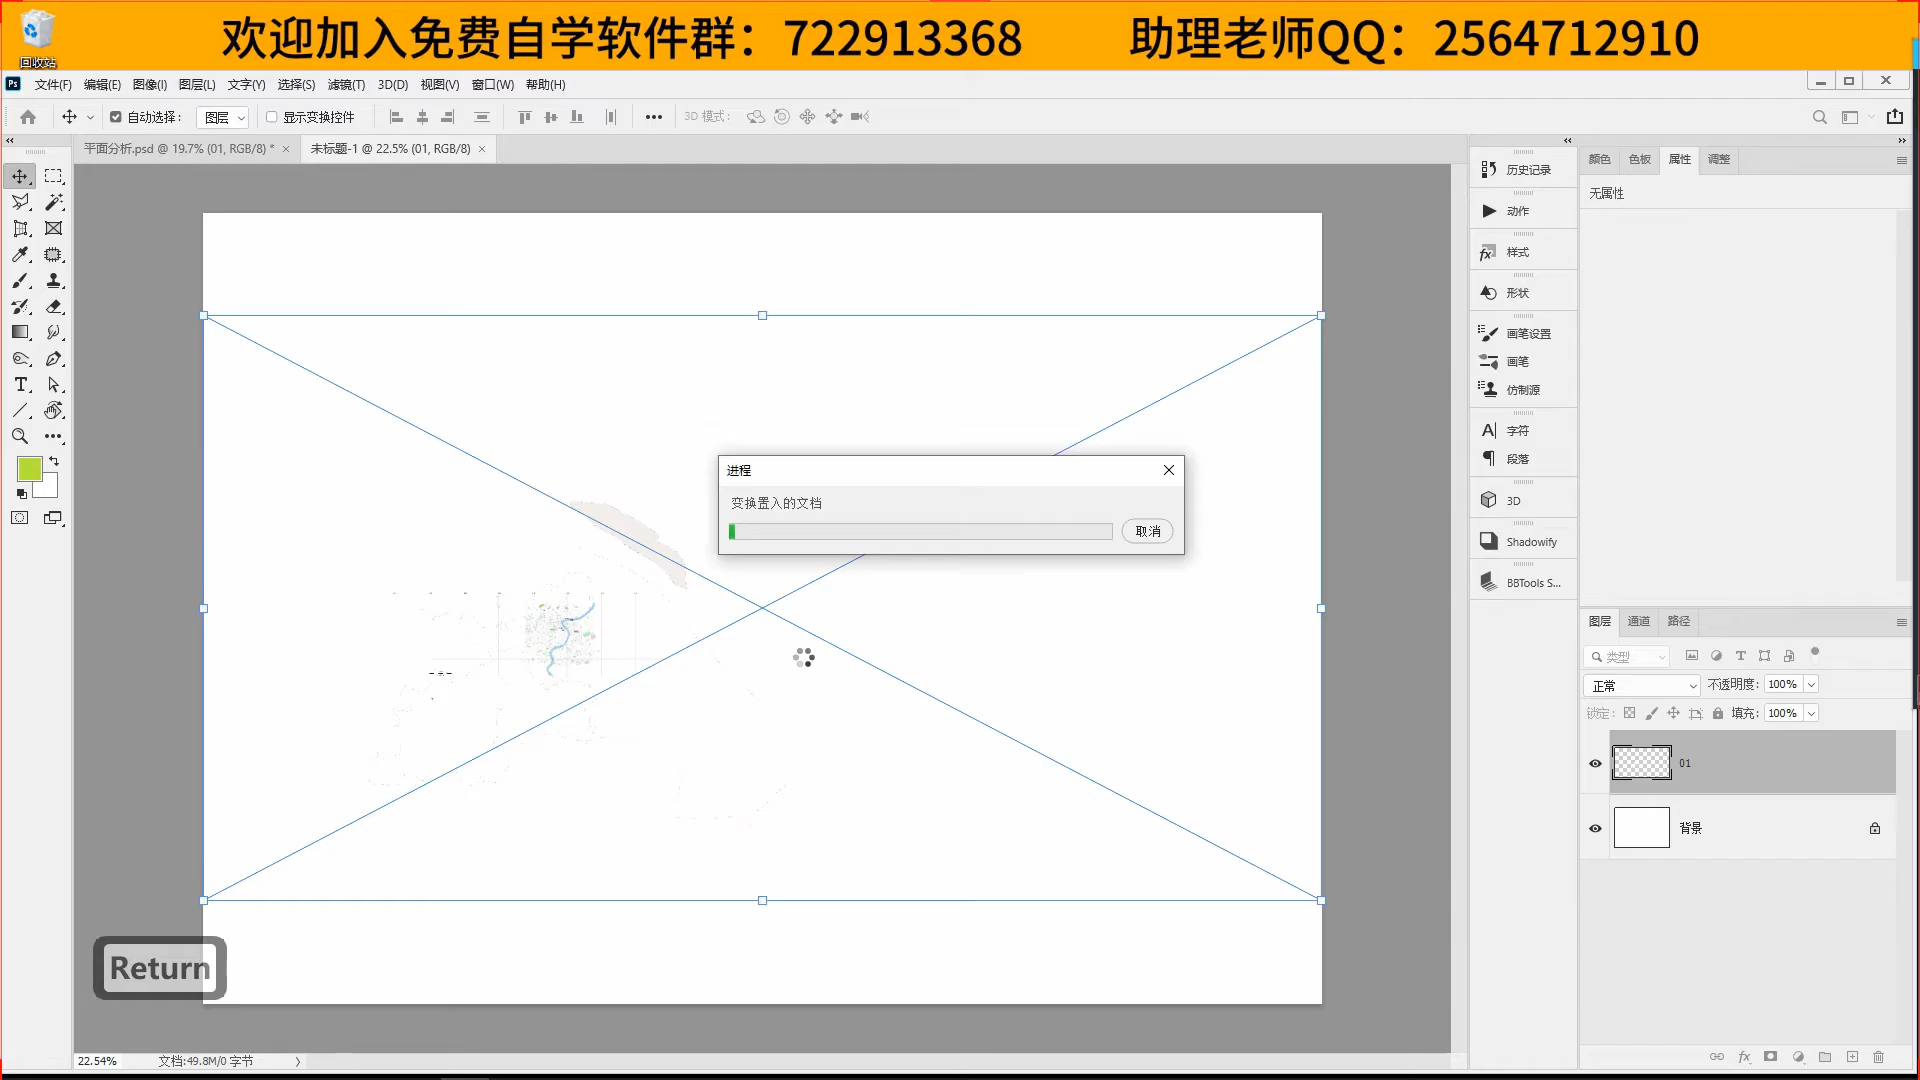 欢迎加入免费自学软件群：722913368 助理老师QQ：2564712910
回收站
Ps 文件(F) 编辑(E) 图像(I) 图层(L) 文字(Y) 选择(S) 滤镜(T) 3D(D) 视图(V) 窗口(W) 帮助(H)
自动选择： 图层 显示变换控件 3D 模式：
平面分析.psd @ 19.7% (01, RGB/8) * × 未标题-1 @ 22.5% (01, RGB/8) ×
颜色 色板 属性 调整
无属性
历史记录
动作
样式
形状
画笔设置
画笔
仿制源
字符
段落
3D
Shadowify
BBTools S...
进程
变换置入的文档
取消
图层 通道 路径
类型
正常 不透明度： 100%
锁定： 填充： 100%
01
背景
Return
22.54% 文档:49.8M/0 字节